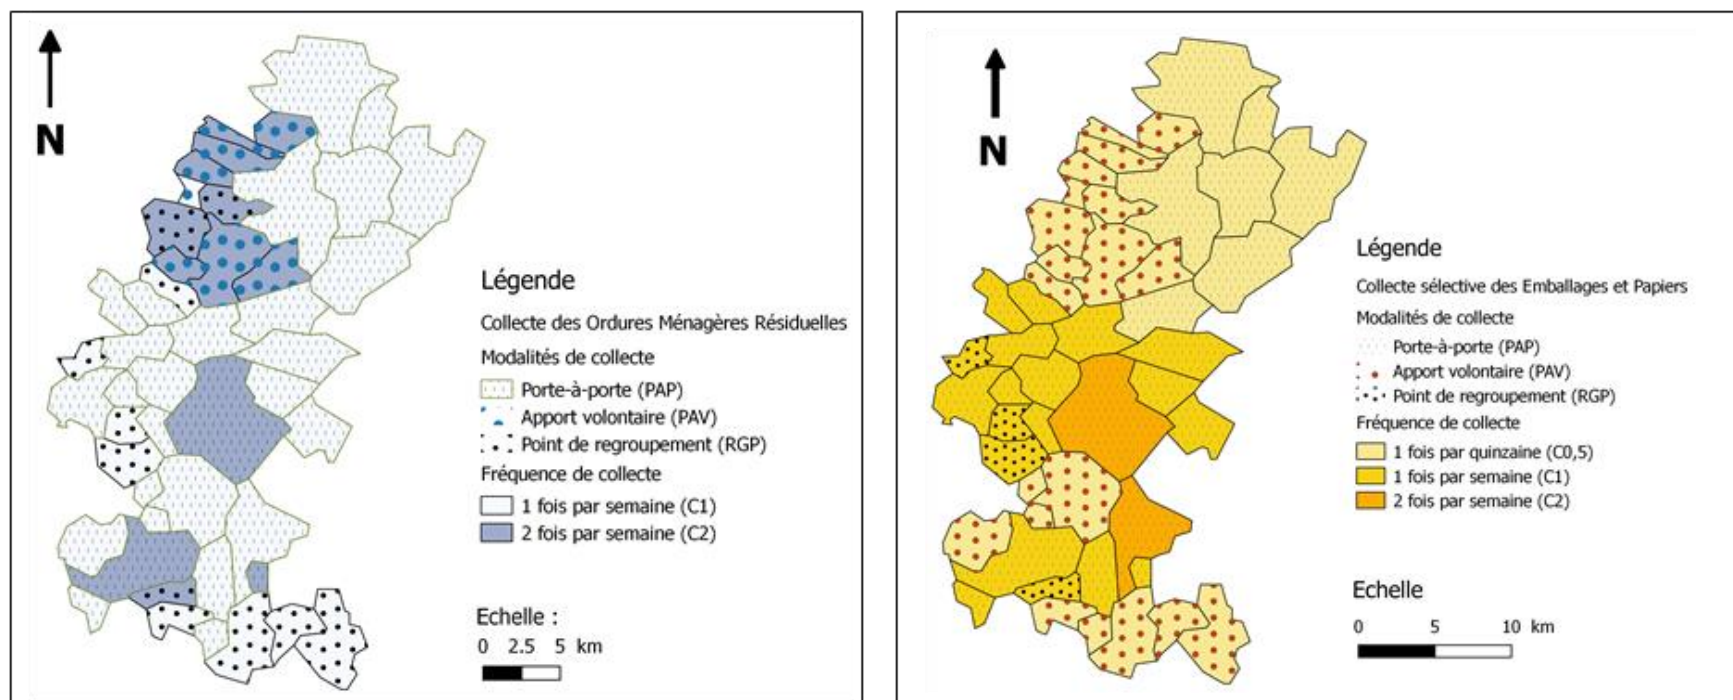 N
Légende
Collecte des Ordures Ménagères Résiduelles
Modalités de collecte
Porte-à-porte (PAP)
Apport volontaire (PAV)
Point de regroupement (RGP)
Fréquence de collecte
1 fois par semaine (C1)
2 fois par semaine (C2)
Echelle :
0 2.5 5 km
N
Légende
Collecte sélective des Emballages et Papiers
Modalités de collecte
Porte-à-porte (PAP)
Apport volontaire (PAV)
Point de regroupement (RGP)
Fréquence de collecte
1 fois par quinzaine (C0,5)
1 fois par semaine (C1)
2 fois par semaine (C2)
Echelle
0 5 10 km